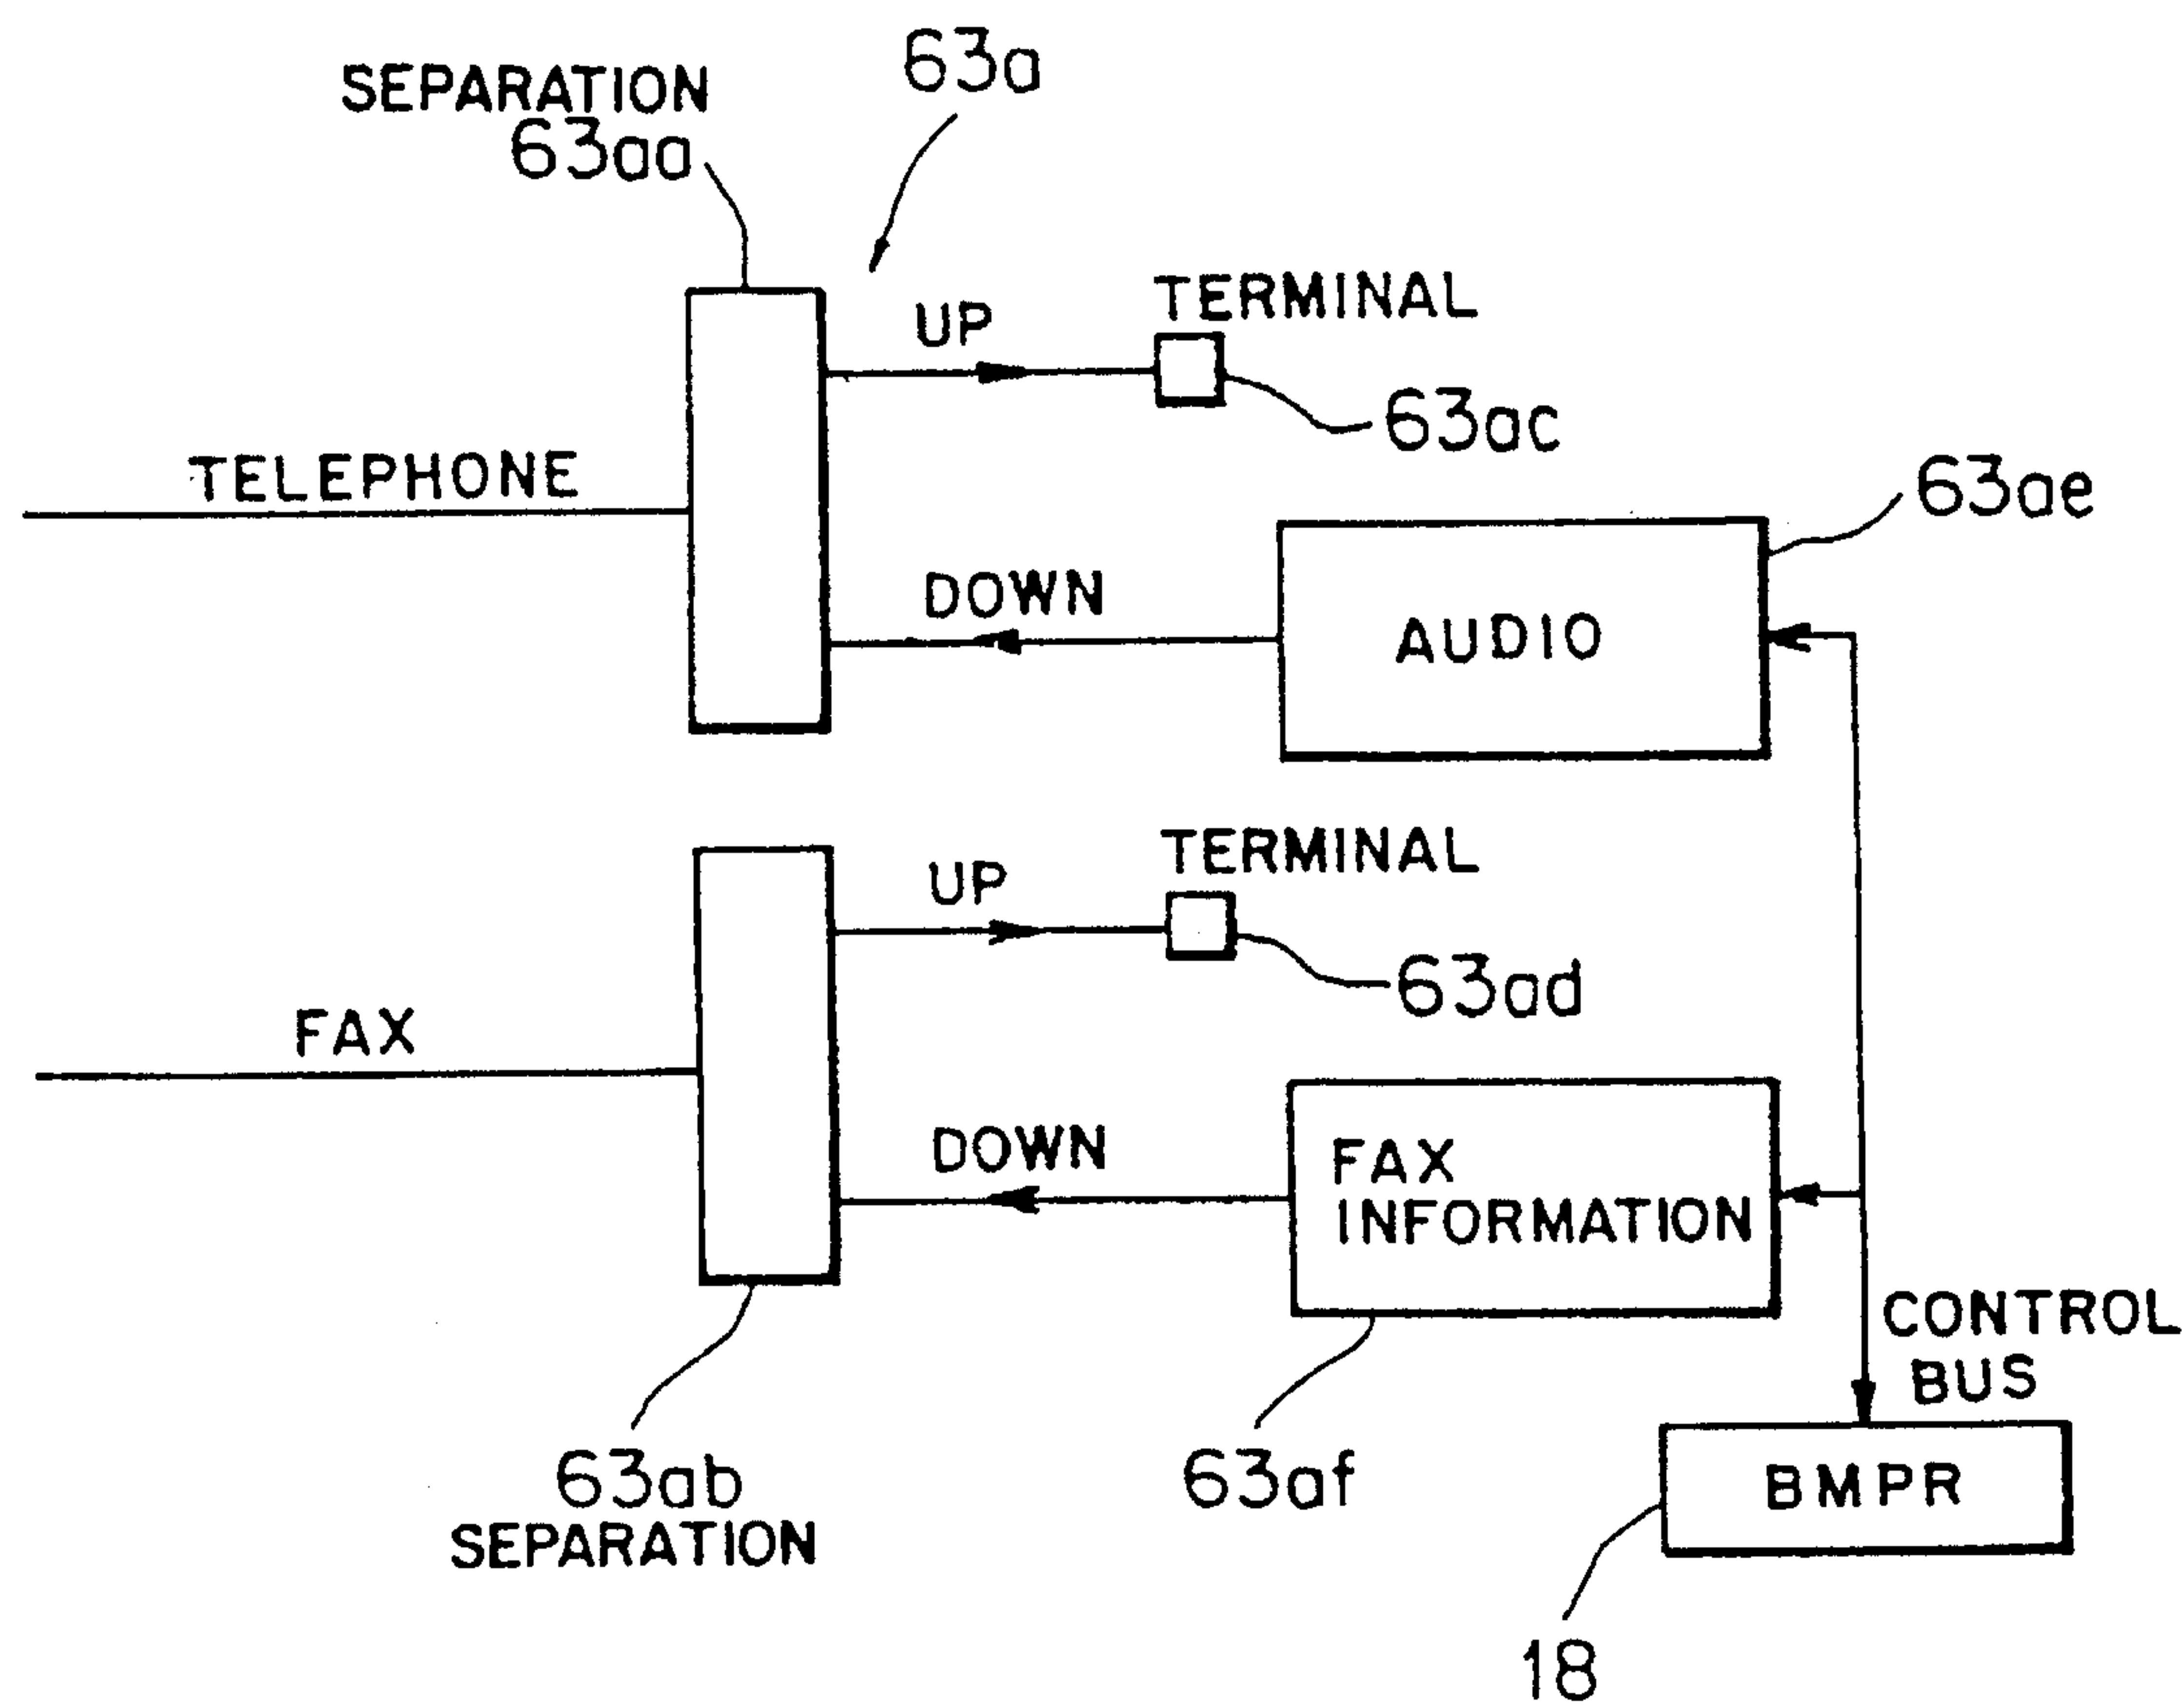 SEPARATION
63aa
63a
UP
TERMINAL
63ac
TELEPHONE
63ae
DOWN
AUDIO
UP
TERMINAL
63ad
FAX
DOWN
FAX
INFORMATION
CONTROL
BUS
63ab
SEPARATION
63af
BMPR
18